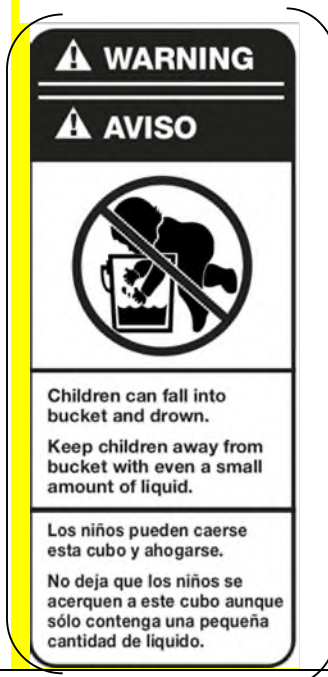 WARNING
AVISO
Children can fall into
bucket and drown.
Keep children away from
bucket with even a small
amount of liquid.
Los niños pueden caerse
esta cubo y ahogarse.
No deja que los niños se
acerquen a este cubo aunque
sólo contenga una pequeña
cantidad de liquido.